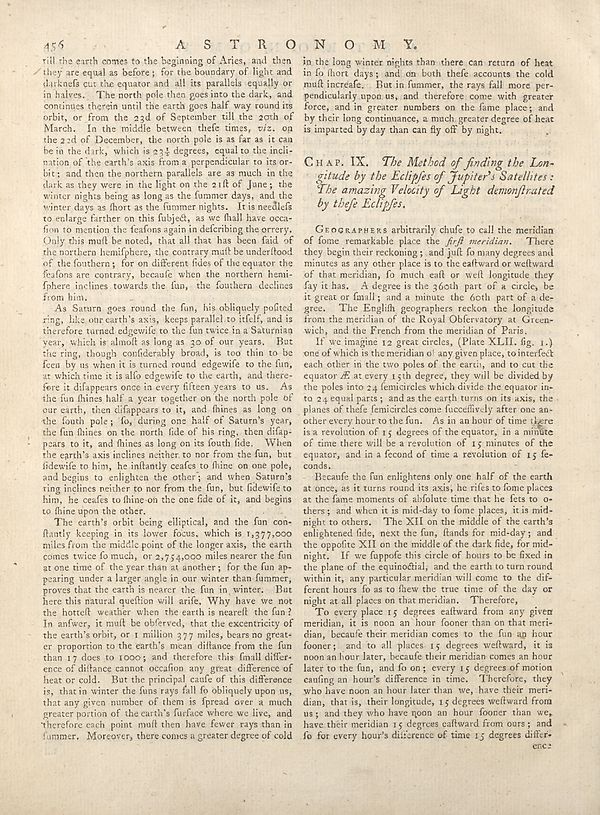 456 ASTRONOMY.
till the earth comes to the beginning of Aries, and then
they are equal as before; for the boundary of light and
darkneſs cut the equator and all its parallels equally or
in halves. The north pole then goes into the dark, and
continues therein until the earth goes half way round its
orbit, or from the 23d of September till the 20th of
March. In the middle between theſe times, viz. on
the 22d of December, the north pole is as far as it can
be in the dark, which is 23½ degrees, equal to the incli-
nation of the earth's axis from a perpendicular to its or-
bit; and then the northern parallels are as much in the
dark as they were in the light on the 21ſt of June; the
winter nights being as long as the ſummer days, and the
winter days as ſhort as the ſummer nights. It is needleſs
to enlarge farther on this ſubject, as we ſhall have occa-
ſion to mention the ſeaſons again in deſcribing the orrery.
Only this muſt be noted, that all that has been ſaid of
the northern hemiſphere, the contrary muſt be underſtood
of the ſouthern; for on different ſides of the equator the
ſeaſons are contrary, becauſe when the northern hemi-
ſphere inclines towards the ſun, the ſouthern declines
from him.
As Saturn goes round the ſun, his obliquely poſited
ring, like our earth's axis, keeps parallel to itſelf, and is
therefore turned edgewiſe to the ſun twice in a Saturnian
year, which is almoſt as long as 30 of our years. But
the ring, though conſiderably broad, is too thin to be
ſeen by us when it is turned round edgewiſe to the ſun,
at which time it is alſo edgewiſe to the earth, and there-
fore it diſappears once in every fifteen years to us. As
the ſun ſhines half a year together on the north pole of
our earth, then diſappears to it, and ſhines as long on
the ſouth pole; ſo, during one half of Saturn's year,
the ſun ſhines on the north ſide of his ring, then diſap-
pears to it, and ſhines as long on its ſouth ſide. When
the earth's axis inclines neither to nor from the ſun, but
ſidewiſe to him, he inſtantly ceaſes to ſhine on one pole,
and begins to enlighten the other; and when Saturn's
ring inclines neither to nor from the ſun, but ſidewiſe to
him, he ceaſes to ſhine on the one ſide of it, and begins
to ſhine upon the other.
The earth's orbit being elliptical, and the ſun con-
ſtantly keeping in its lower focus, which is 1,377,000
miles from the middle point of the longer axis, the earth
comes twice ſo much, or 2,754,000 miles nearer the ſun
at one time of the year than at another; for the ſun ap-
pearing under a larger angle in our winter than ſummer,
proves that the earth is nearer the ſun in winter. But
here this natural queſtion will ariſe, Why have we not
the hotteſt weather when the earth is neareſt the ſun?
In anſwer, it muſt be obſerved, that the excentricity of
the earth's orbit, or 1 million 377 miles, bears no great-
er proportion to the earth's mean diſtance from the ſun
than 17 does to 1000; and therefore this ſmall differ-
ence of diſtance cannot occaſion any great difference of
heat or cold. But the principal cauſe of this difference
is, that in winter the ſuns rays fall ſo obliquely upon us,
that any given number of them is ſpread over a much
greater portion of the earth's ſurface where we live, and
therefore each point muſt then have fewer rays than in
ſummer. Moreover, there comes a greater degree of cold
in the long winter nights than there can return of heat
in ſo ſhort days; and on both theſe accounts the cold
muſt increaſe. But in ſummer, the rays fall more per-
pendicularly upon us, and therefore come with greater
force, and in greater numbers on the ſame place; and
by their long continuance, a much greater degree of heat
is imparted by day than can fly off by night.
CHAP. IX. The Method of finding the Lon-
gitude by the Eclipſes of Jupiter's Satellites:
The amazing Velocity of Light demonſtrated
by theſe Eclipſes.
GEOGRAPHERS arbitrarily chuſe to call the meridian
of ſome remarkable place the firſt meridian. There
they begin their reckoning; and juſt ſo many degrees and
minutes as any other place is to the eaſtward or weſtward
of that meridian, ſo much eaſt or weſt longitude they
ſay it has. A degree is the 360th part of a circle, be
it great or ſmall; and a minute the 60th part of a de-
gree. The Engliſh geographers reckon the longitude
from the meridian of the Royal Obſervatory at Green-
wich, and the French from the meridian of Paris.
If we imagine 12 great circles, (Plate XLII. fig. 1.)
one of which is the meridian of any given place, to interſect
each other in the two poles of the earth, and to cut the
equator Æ at every 15th degree, they will be divided by
the poles into 24 ſemicircles which divide the equator in-
to 24 equal parts; and as the earth turns on its axis, the
planes of theſe ſemicircles come ſucceſſively after one an-
other every hour to the ſun. As in an hour of time there
is a revolution of 15 degrees of the equator, in a minute
of time there will be a revolution of 15 minutes of the
equator, and in a ſecond of time a revolution of 15 ſe-
conds.
Becauſe the ſun enlightens only one half of the earth
at once, as it turns round its axis, he riſes to ſome places
at the ſame moments of abſolute time that he ſets to o-
thers; and when it is mid-day to ſome places, it is mid-
night to others. The XII on the middle of the earth's
enlightened ſide, next the ſun, ſtands for mid-day; and
the oppoſite XII on the middle of the dark ſide, for mid-
night. If we ſuppoſe this circle of hours to be fixed in
the plane of the equinoctial, and the earth to turn round
within it, any particular meridian will come to the dif-
ferent hours ſo as to ſhew the true time of the day or
night at all places on that meridian. Therefore,
To every place 15 degrees eaſtward from any given
meridian, it is noon an hour ſooner than on that meri-
dian, becauſe their meridian comes to the ſun an hour
ſooner; and to all places 15 degrees weſtward, it is
noon an hour later, becauſe their meridian comes an hour
later to the ſun, and ſo on; every 15 degrees of motion
cauſing an hour's difference in time. Therefore, they
who have noon an hour later than we, have their meri-
dian, that is, their longitude, 15 degrees weſtward from
us; and they who have noon an hour ſooner than we,
have their meridian 15 degrees eaſtward from ours; and
ſo for every hour's difference of time 15 degrees differ-
ence